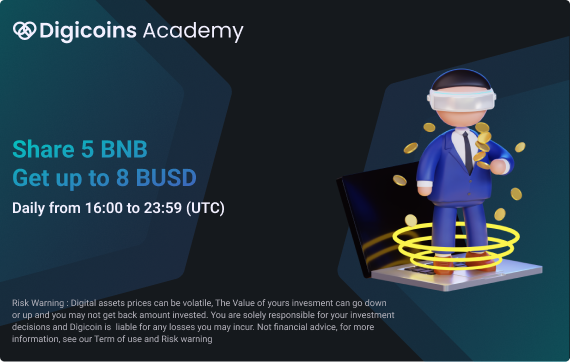 Digicoins Academy
Share 5 BNB
Get up to 8 BUSD
Daily from 16:00 to 23:59 (UTC)
Risk Warning : Digital assets prices can be volatile, The Value of yours invesment can go down
or up and you may not get back amount invested. You are solely responsible for your investment
decisions and Digicoin is liable for any losses you may incur. Not financial advice, for more
information, see our Term of use and Risk warning